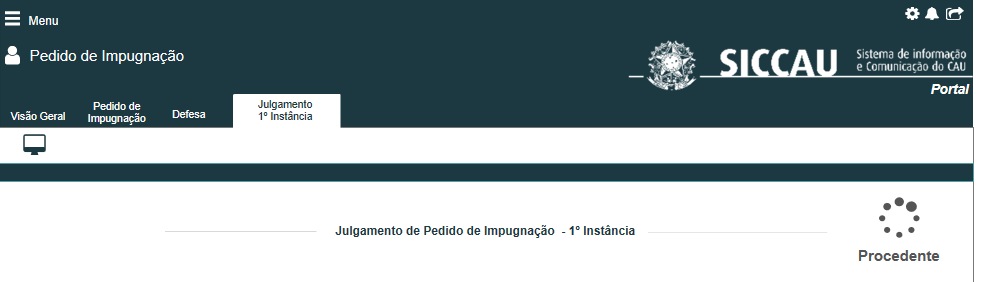 Menu
Pedido de Impugnação
SICCAU
Sistema de informação
e Comunicação do CAU
Portal
Visão Geral
Pedido de
Impugnação
Defesa
Julgamento
1º Instância
Julgamento de Pedido de Impugnação - 1º Instância
Procedente